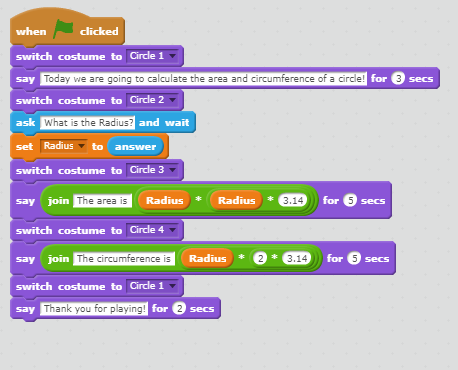 when clicked
switch costume to Circle 1
say Today we are going to calculate the area and circumference of a circle! for 3 secs
switch costume to Circle 2
ask What is the Radius? and wait
set Radius to answer
switch costume to Circle 3
say join The area is Radius * Radius * 3.14 for 5 secs
switch costume to Circle 4
say join The circumference is Radius * 2 * 3.14 for 5 secs
switch costume to Circle 1
say Thank you for playing! for 2 secs